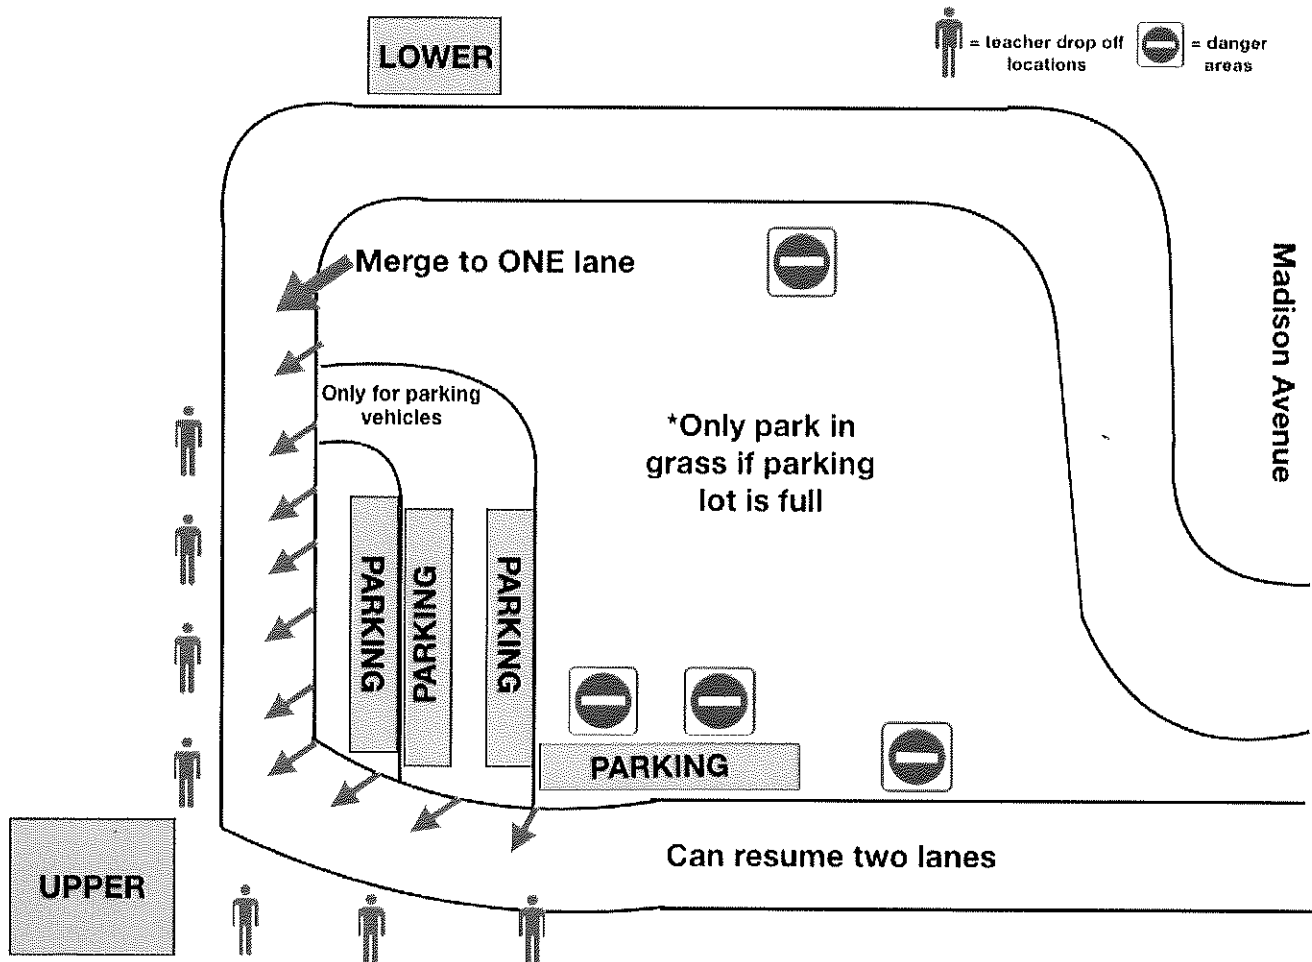 LOWER
= teacher drop off
locations
= danger
areas
Merge to ONE lane
Madison Avenue
Only for parking
vehicles
*Only park in
grass if parking
lot is full
PARKING
PARKING
PARKING
PARKING
Can resume two lanes
UPPER